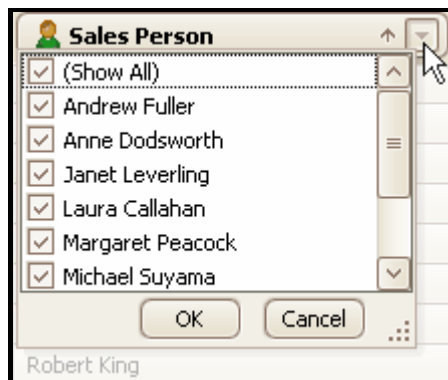 Sales Person
(Show All)
Andrew Fuller
Anne Dodsworth
Janet Leverling
Laura Callahan
Margaret Peacock
Michael Suyama
OK Cancel
Robert King